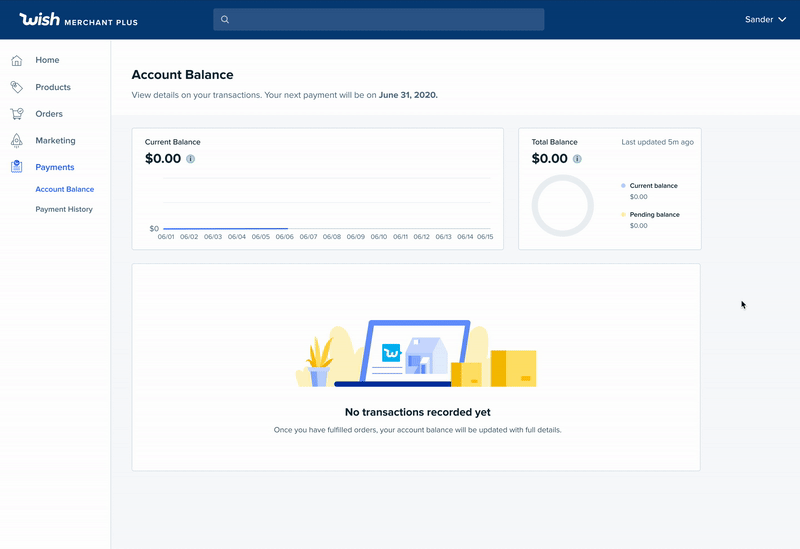 wish MERCHANT PLUS
Sander
Home
Products
Orders
Marketing
Payments
Account Balance
Payment History
Account Balance
View details on your transactions. Your next payment will be on June 31, 2020.
Current Balance
$0.00 i
$0
06/01 06/02 06/03 06/04 06/05 06/06 06/07 06/08 06/09 06/10 06/11 06/12 06/13 06/14 06/15
Total Balance Last updated 5m ago
$0.00 i
Current balance
$0.00
Pending balance
$0.00
w
No transactions recorded yet
Once you have fulfilled orders, your account balance will be updated with full details.